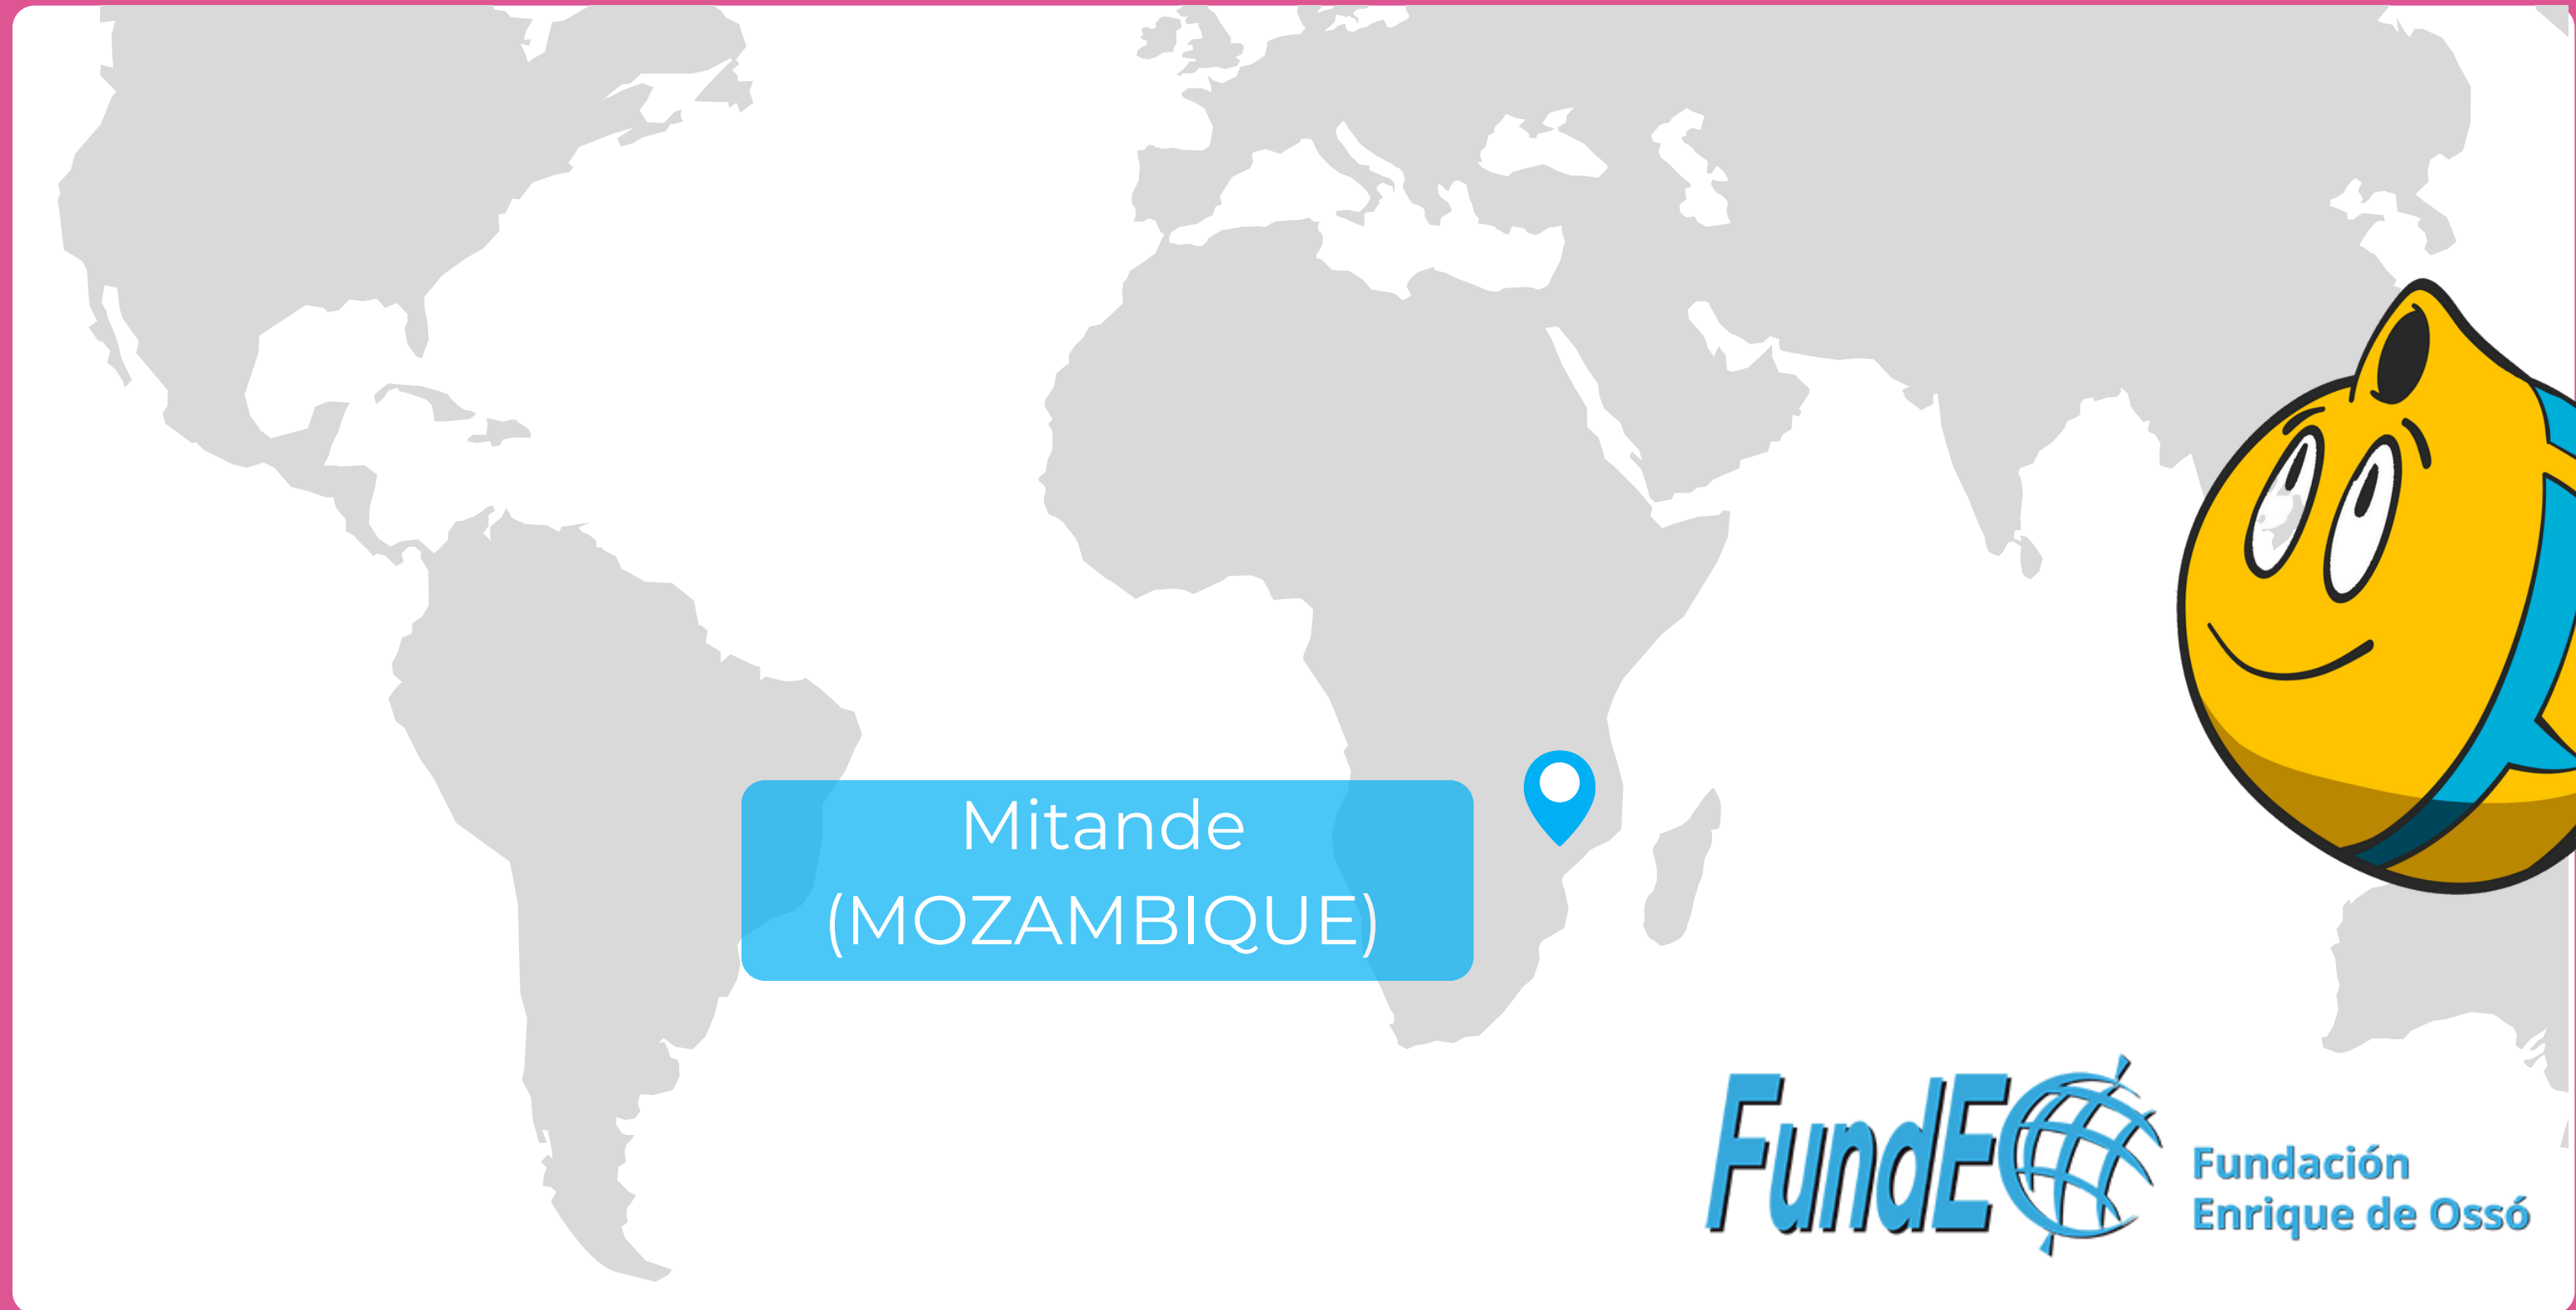 Mitande
(MOZAMBIQUE)
FundEO
Fundación
Enrique de Ossó